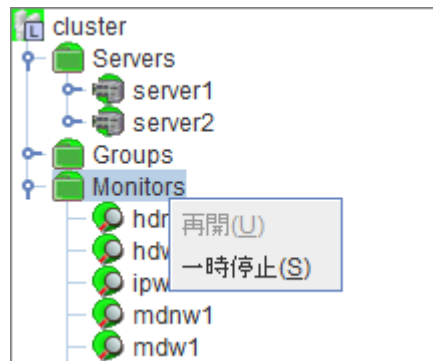 cluster
Servers
server1
server2
Groups
Monitors
再開(U)
一時停止(S)
mdnw1
mdw1